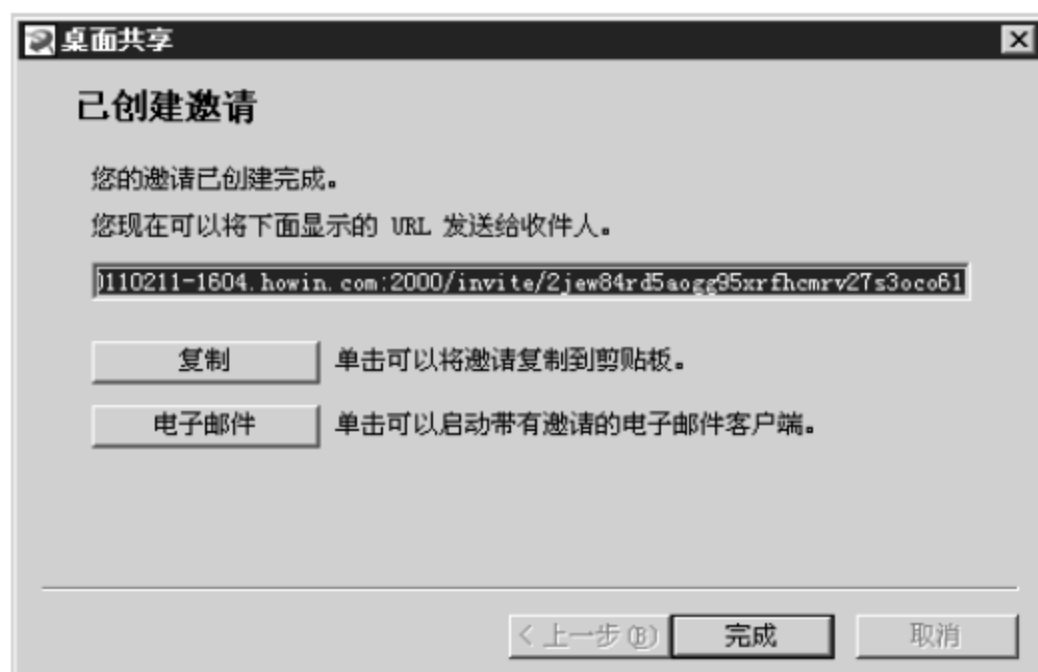 桌面共享
已创建邀请
您的邀请已创建完成。
您现在可以将下面显示的 URL 发送给收件人。
0110211-1604.howin.com:2000/invite/2jew84rd5aogg95xrfhcmrv27s3oco61
复制 单击可以将邀请复制到剪贴板。
电子邮件 单击可以启动带有邀请的电子邮件客户端。
< 上一步(B) 完成 取消